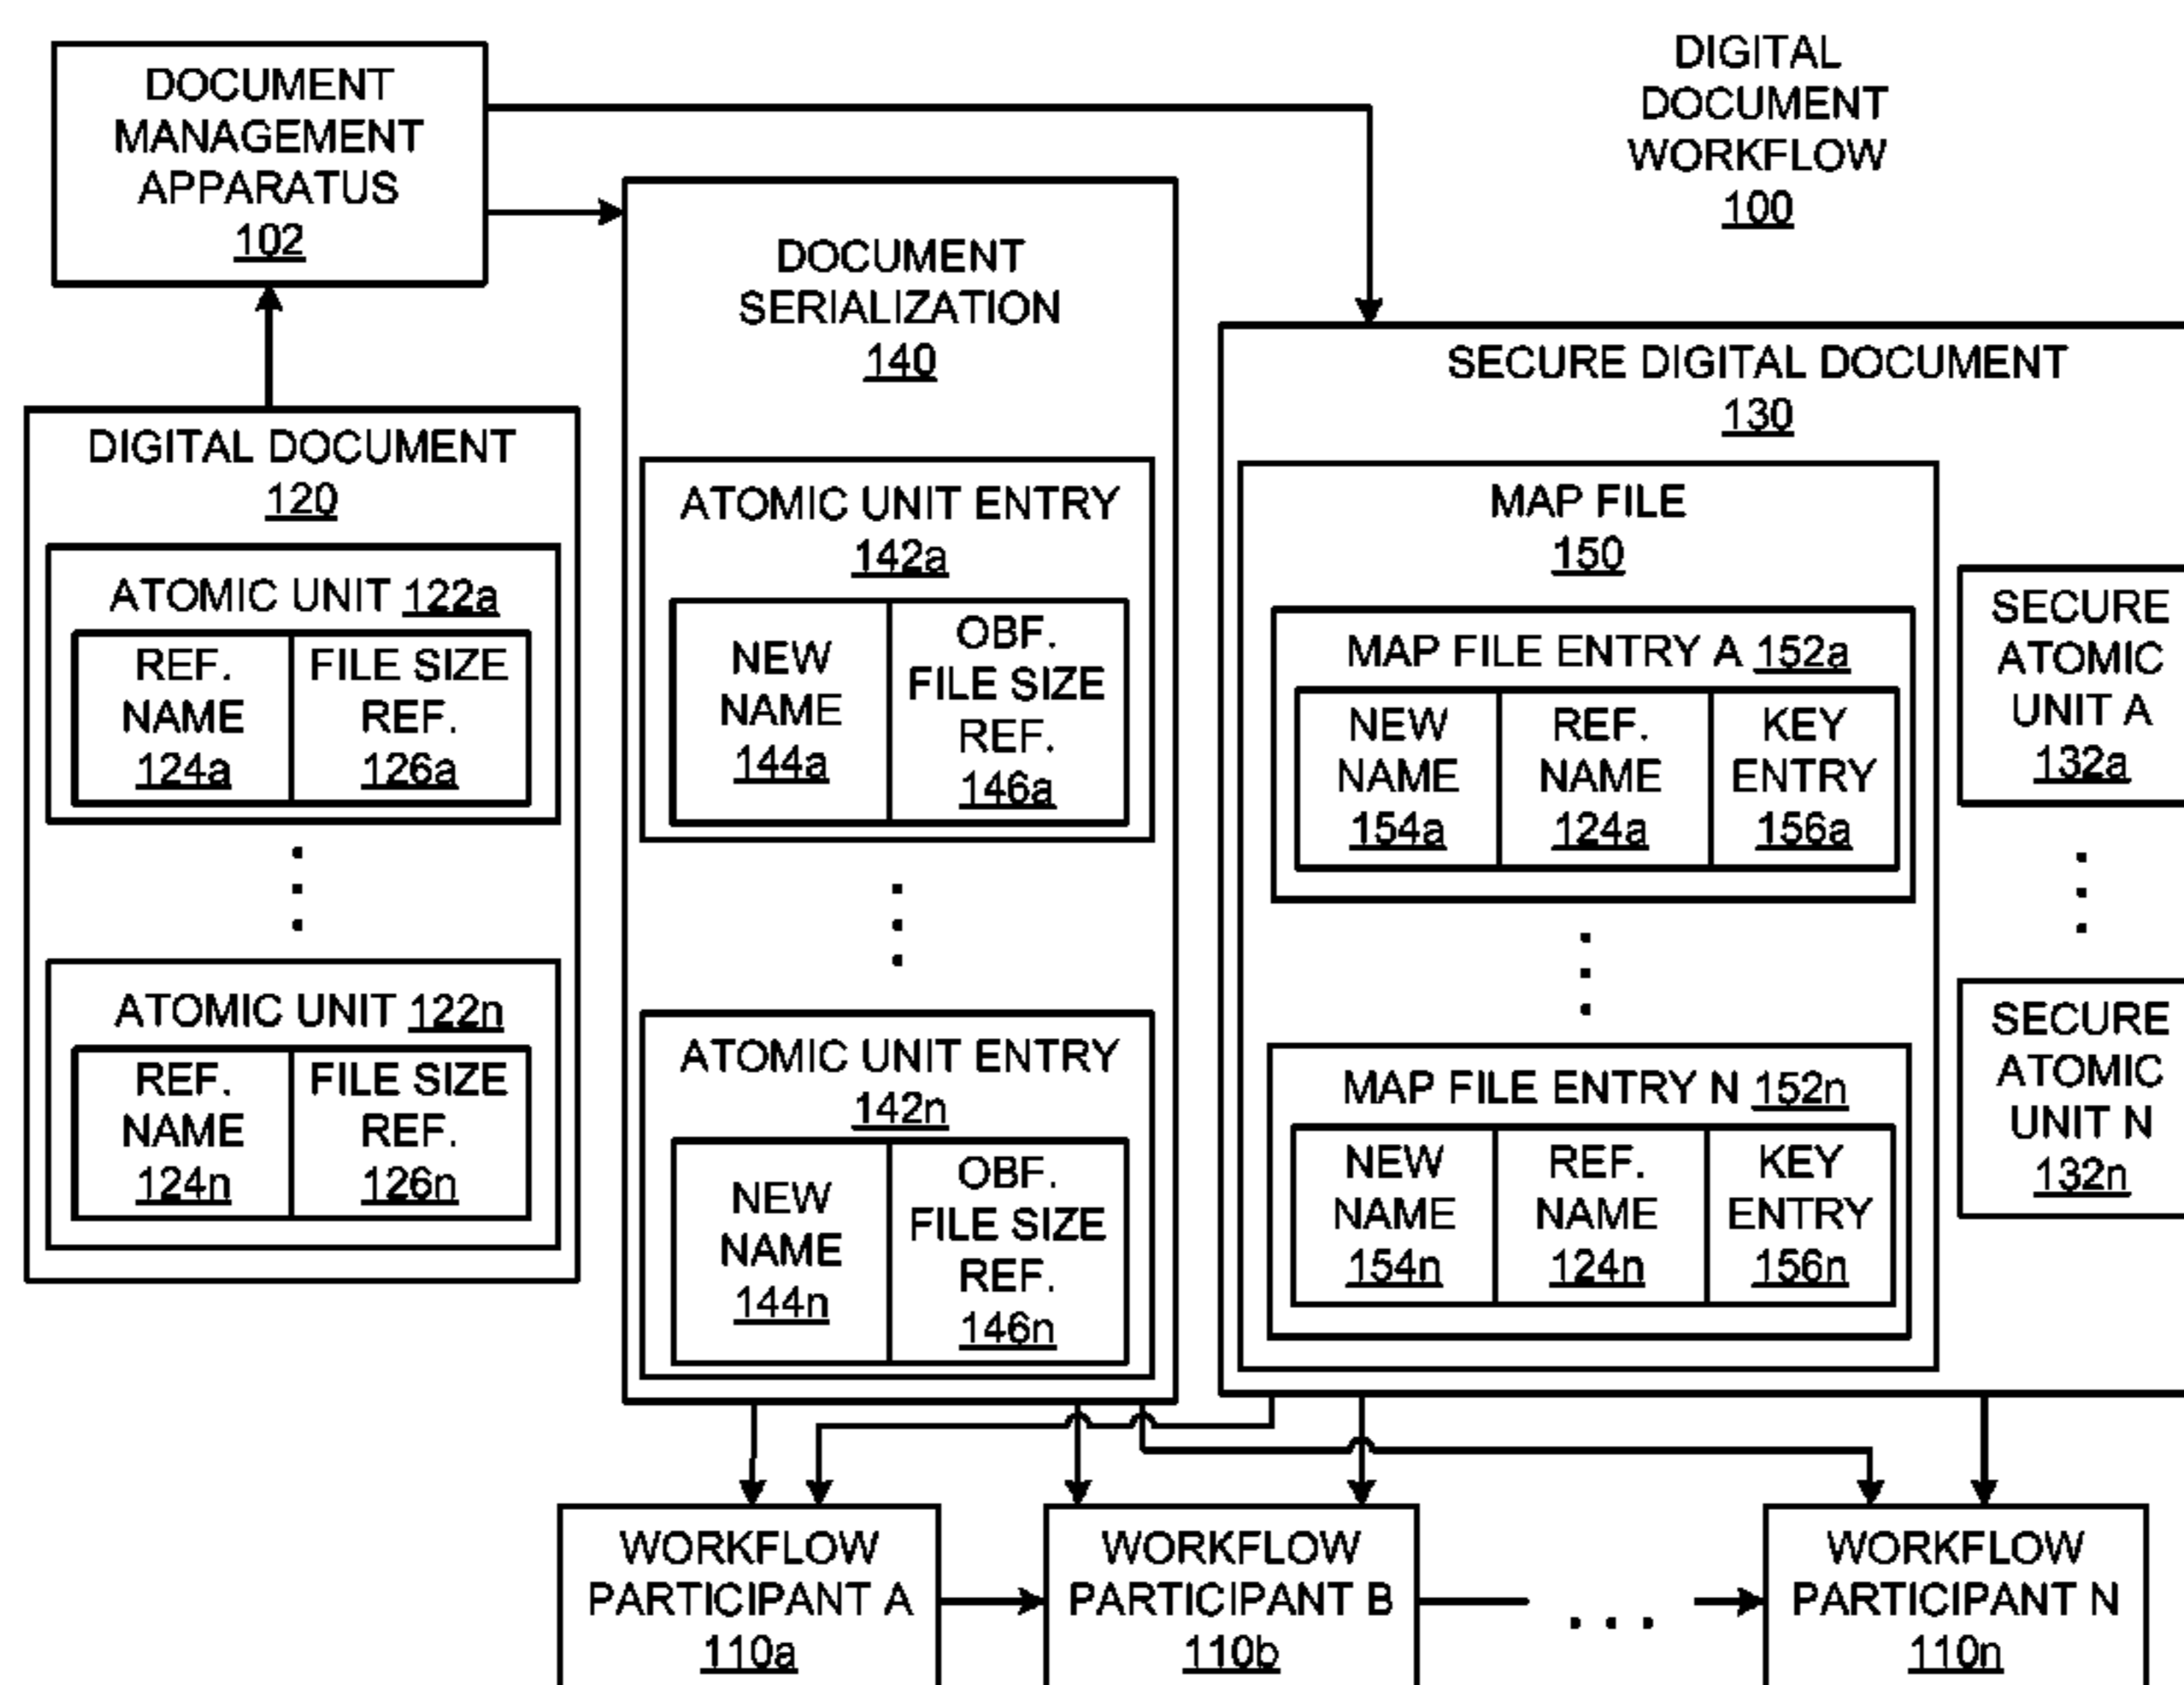 DOCUMENT
MANAGEMENT
APPARATUS
102
DIGITAL
DOCUMENT
WORKFLOW
100
DIGITAL DOCUMENT
120
ATOMIC UNIT 122a
REF.
NAME
124a
FILE SIZE
REF.
126a
ATOMIC UNIT 122n
REF.
NAME
124n
FILE SIZE
REF.
126n
DOCUMENT
SERIALIZATION
140
ATOMIC UNIT ENTRY
142a
NEW
NAME
144a
OBF.
FILE SIZE
REF.
146a
ATOMIC UNIT ENTRY
142n
NEW
NAME
144n
OBF.
FILE SIZE
REF.
146n
SECURE DIGITAL DOCUMENT
130
MAP FILE
150
MAP FILE ENTRY A 152a
NEW
NAME
154a
REF.
NAME
124a
KEY
ENTRY
156a
MAP FILE ENTRY N 152n
NEW
NAME
154n
REF.
NAME
124n
KEY
ENTRY
156n
SECURE
ATOMIC
UNIT A
132a
SECURE
ATOMIC
UNIT N
132n
WORKFLOW
PARTICIPANT A
110a
WORKFLOW
PARTICIPANT B
110b
. . .
WORKFLOW
PARTICIPANT N
110n